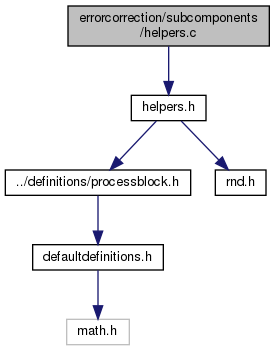 errorcorrection/subcomponents
/helpers.c
helpers.h
../definitions/processblock.h
rnd.h
defaultdefinitions.h
math.h